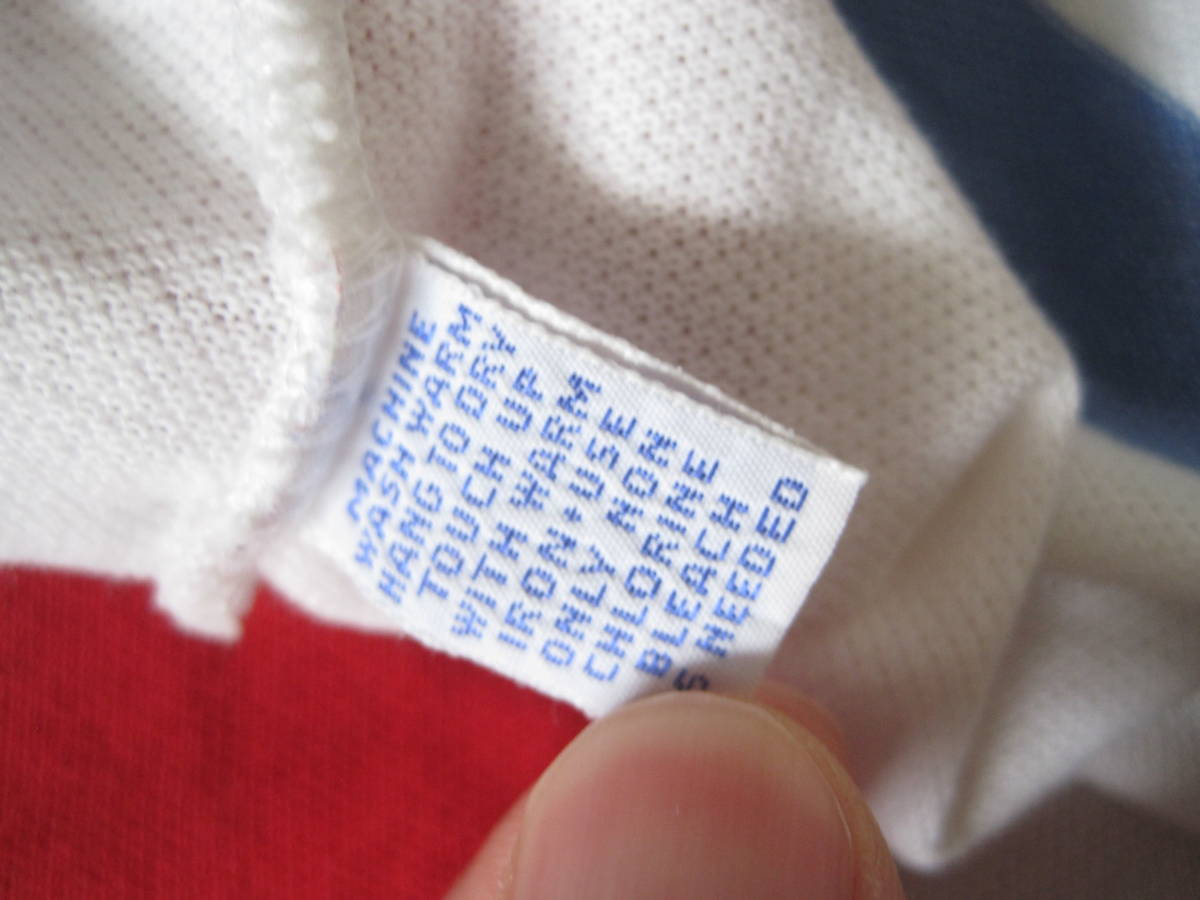 MACHINE
WASH WARM
HANG TO DRY
TOUCH UP
WITH WARM
IRON, USE
ONLY NON
CHLORINE
BLEACH
S NEEDED